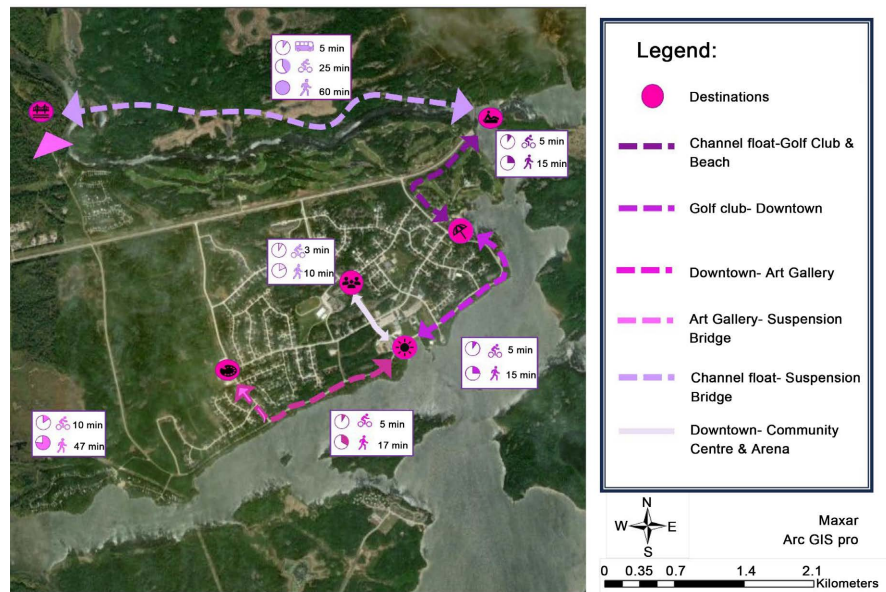 5 min
25 min
60 min
5 min
15 min
3 min
10 min
5 min
15 min
10 min
47 min
5 min
17 min
Legend:
Destinations
Channel float-Golf Club &
Beach
Golf club- Downtown
Downtown- Art Gallery
Art Gallery- Suspension
Bridge
Channel float- Suspension
Bridge
Downtown- Community
Centre & Arena
N
W E
S
Maxar
Arc GIS pro
0 0.35 0.7 1.4 2.1
Kilometers